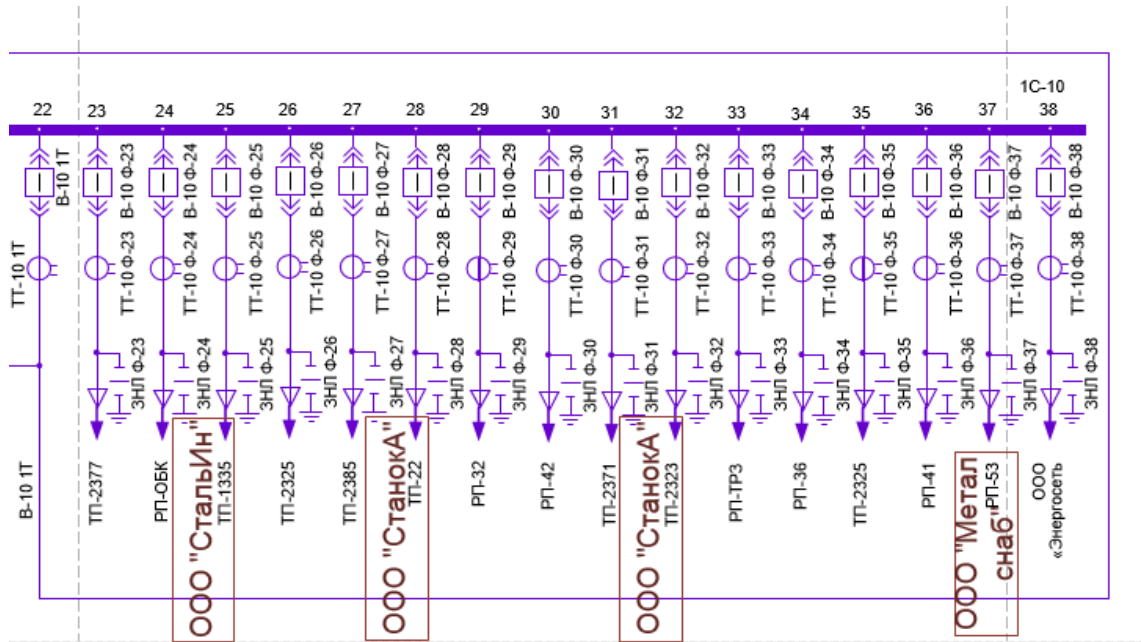 1С-10
22 23 24 25 26 27 28 29 30 31 32 33 34 35 36 37 38
В-10 1Т
В-10 Ф-23
В-10 Ф-24
В-10 Ф-25
В-10 Ф-26
В-10 Ф-27
В-10 Ф-28
В-10 Ф-29
В-10 Ф-30
В-10 Ф-31
В-10 Ф-32
В-10 Ф-33
В-10 Ф-34
В-10 Ф-35
В-10 Ф-36
В-10 Ф-37
В-10 Ф-38
ТТ-10 1Т
ТТ-10 Ф-23
ТТ-10 Ф-24
ТТ-10 Ф-25
ТТ-10 Ф-26
ТТ-10 Ф-27
ТТ-10 Ф-28
ТТ-10 Ф-29
ТТ-10 Ф-30
ТТ-10 Ф-31
ТТ-10 Ф-32
ТТ-10 Ф-33
ТТ-10 Ф-34
ТТ-10 Ф-35
ТТ-10 Ф-36
ТТ-10 Ф-37
ТТ-10 Ф-38
ЗНЛ Ф-23
ЗНЛ Ф-24
ЗНЛ Ф-25
ЗНЛ Ф-26
ЗНЛ Ф-27
ЗНЛ Ф-28
ЗНЛ Ф-29
ЗНЛ Ф-30
ЗНЛ Ф-31
ЗНЛ Ф-32
ЗНЛ Ф-33
ЗНЛ Ф-34
ЗНЛ Ф-35
ЗНЛ Ф-36
ЗНЛ Ф-37
ЗНЛ Ф-38
В-10 1Т
ТП-2377
РП-ОБК
ООО "СтальИн"
ТП-1335
ТП-2325
ТП-2385
ООО "СтанокА"
ТП-22
РП-32
РП-42
ТП-2371
ООО "СтанокА"
ТП-2323
РП-ТРЗ
РП-36
ТП-2325
РП-41
ООО "Метал
снаб"
РП-53
ООО
«Энергосеть